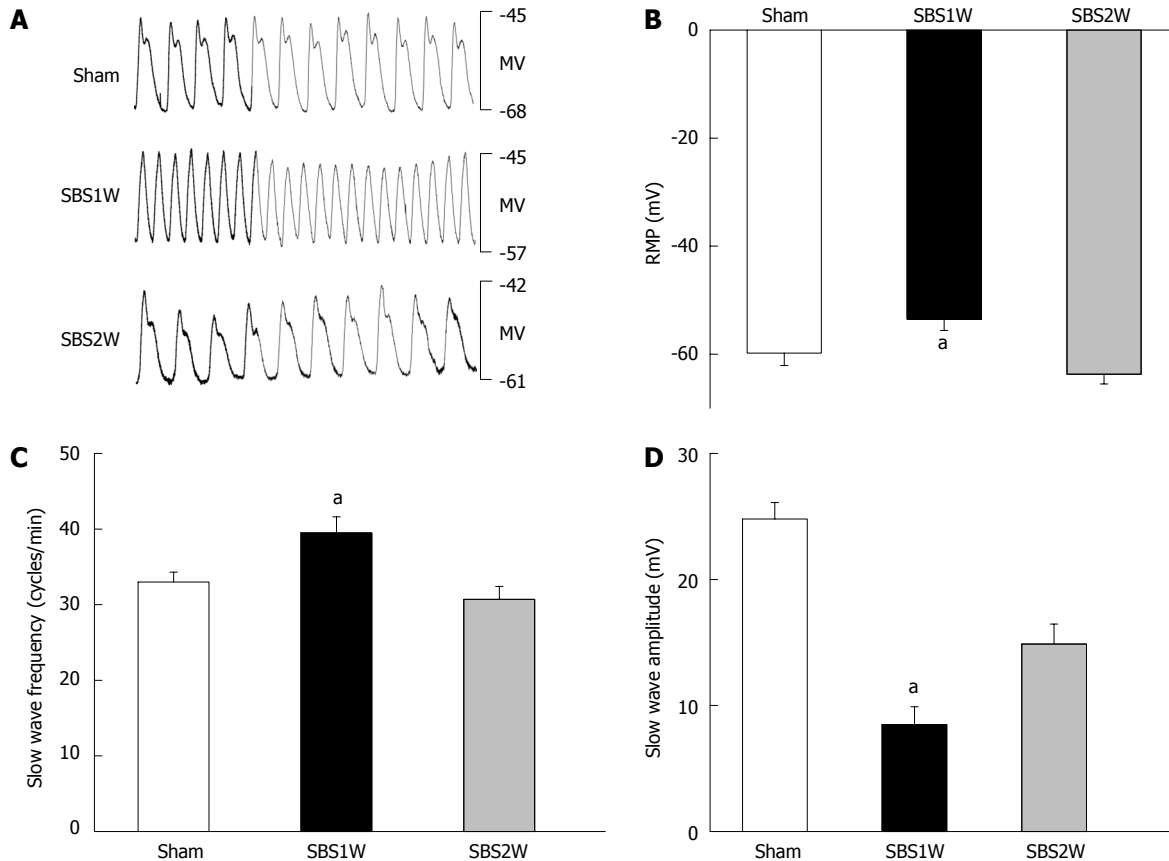 A
Sham
-45
MV
-68
SBS1W
-45
MV
-57
SBS2W
-42
MV
-61
B
Sham SBS1W SBS2W
RMP (mV)
0
-20
-40
-60
a
C
Slow wave frequency (cycles/min)
50
40
30
20
10
0
a
Sham SBS1W SBS2W
D
Slow wave amplitude (mV)
30
20
10
0
a
Sham SBS1W SBS2W